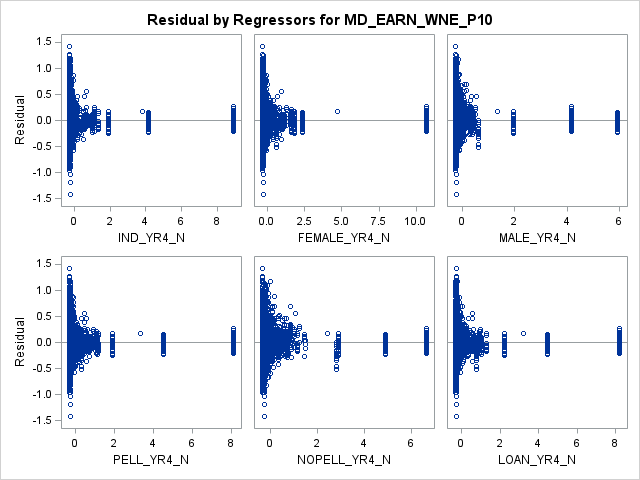 Residual by Regressors for MD_EARN_WNE_P10
1.5
1.0
0.5
0.0
-0.5
-1.0
-1.5
Residual
0 2 4 6 8
IND_YR4_N
0.0 2.5 5.0 7.5 10.0
FEMALE_YR4_N
0 2 4 6
MALE_YR4_N
1.5
1.0
0.5
0.0
-0.5
-1.0
-1.5
Residual
0 2 4 6 8
PELL_YR4_N
0 2 4 6
NOPELL_YR4_N
0 2 4 6 8
LOAN_YR4_N